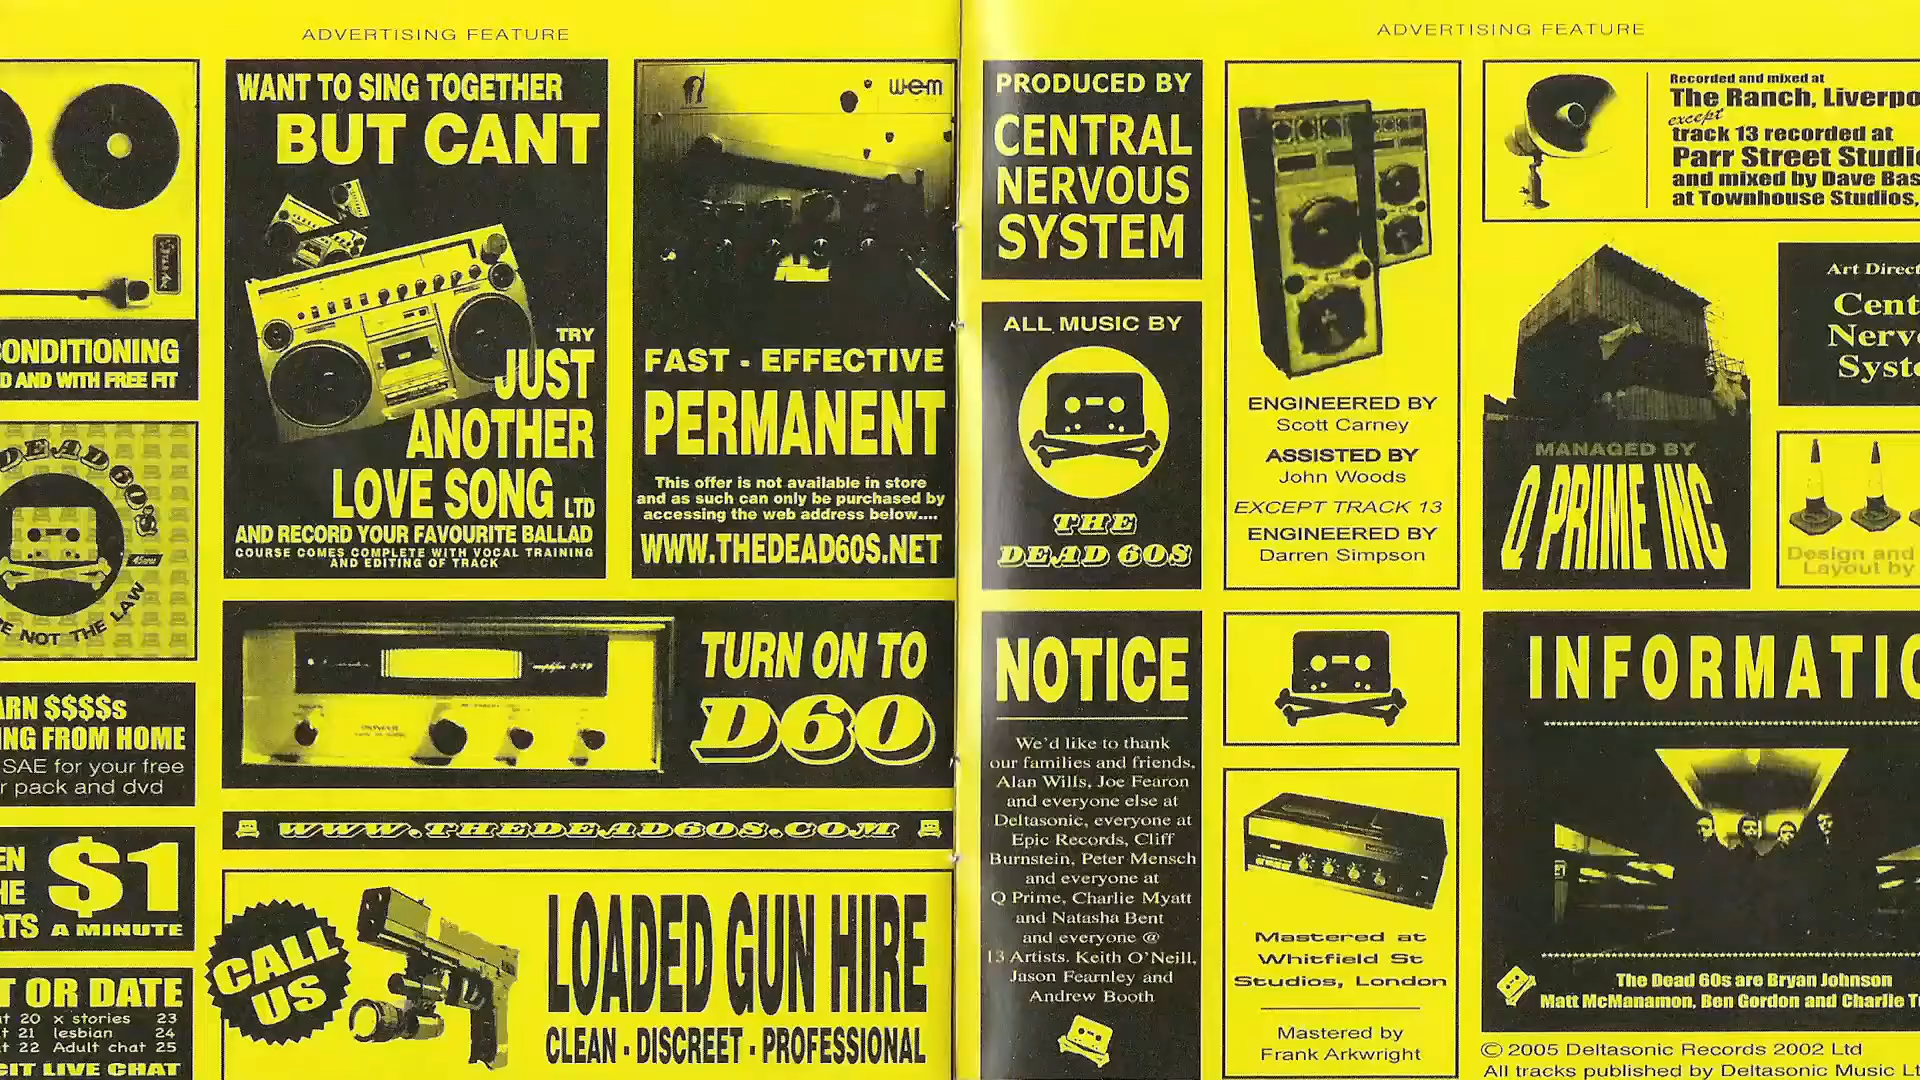 ADVERTISING FEATURE
CONDITIONING
D AND WITH FREE FIT
DEAD 60'S
RE NOT THE LAW
ARN $$$$s
ING FROM HOME
SAE for your free
r pack and dvd
EN
HE
RTS
$1
A MINUTE
T OR DATE
at 20 x stories 23
t 21 lesbian 24
t 22 Adult chat 25
CIT LIVE CHAT
WANT TO SING TOGETHER
BUT CANT
TRY
JUST
ANOTHER
LOVE SONG LTD
AND RECORD YOUR FAVOURITE BALLAD
COURSE COMES COMPLETE WITH VOCAL TRAINING
AND EDITING OF TRACK
wem
FAST - EFFECTIVE
PERMANENT
This offer is not available in store
and as such can only be purchased by
accessing the web address below....
WWW.THEDEAD60S.NET
TURN ON TO
D60
WWW.THEDEAD60S.COM
CALL
US
LOADED GUN HIRE
CLEAN - DISCREET - PROFESSIONAL
ADVERTISING FEATURE
PRODUCED BY
CENTRAL
NERVOUS
SYSTEM
ALL MUSIC BY
THE
DEAD 60S
NOTICE
We'd like to thank
our families and friends,
Alan Wills, Joe Fearon
and everyone else at
Deltasonic, everyone at
Epic Records, Cliff
Burnstein, Peter Mensch
and everyone at
Q Prime, Charlie Myatt
and Natasha Bent
and everyone @
13 Artists. Keith O'Neill,
Jason Fearnley and
Andrew Booth
ENGINEERED BY
Scott Carney
ASSISTED BY
John Woods
EXCEPT TRACK 13
ENGINEERED BY
Darren Simpson
Mastered at
Whitfield St
Studios, London
Mastered by
Frank Arkwright
Recorded and mixed at
The Ranch, Liverpo
except
track 13 recorded at
Parr Street Studi
and mixed by Dave Bas
at Townhouse Studios,
MANAGED BY
Q PRIME INC
Art Direct
Cent
Nerv
Syst
Design and
Layout by
INFORMATIO
The Dead 60s are Bryan Johnson
Matt McManamon, Ben Gordon and Charlie T
© 2005 Deltasonic Records 2002 Ltd
All tracks published by Deltasonic Music Lt